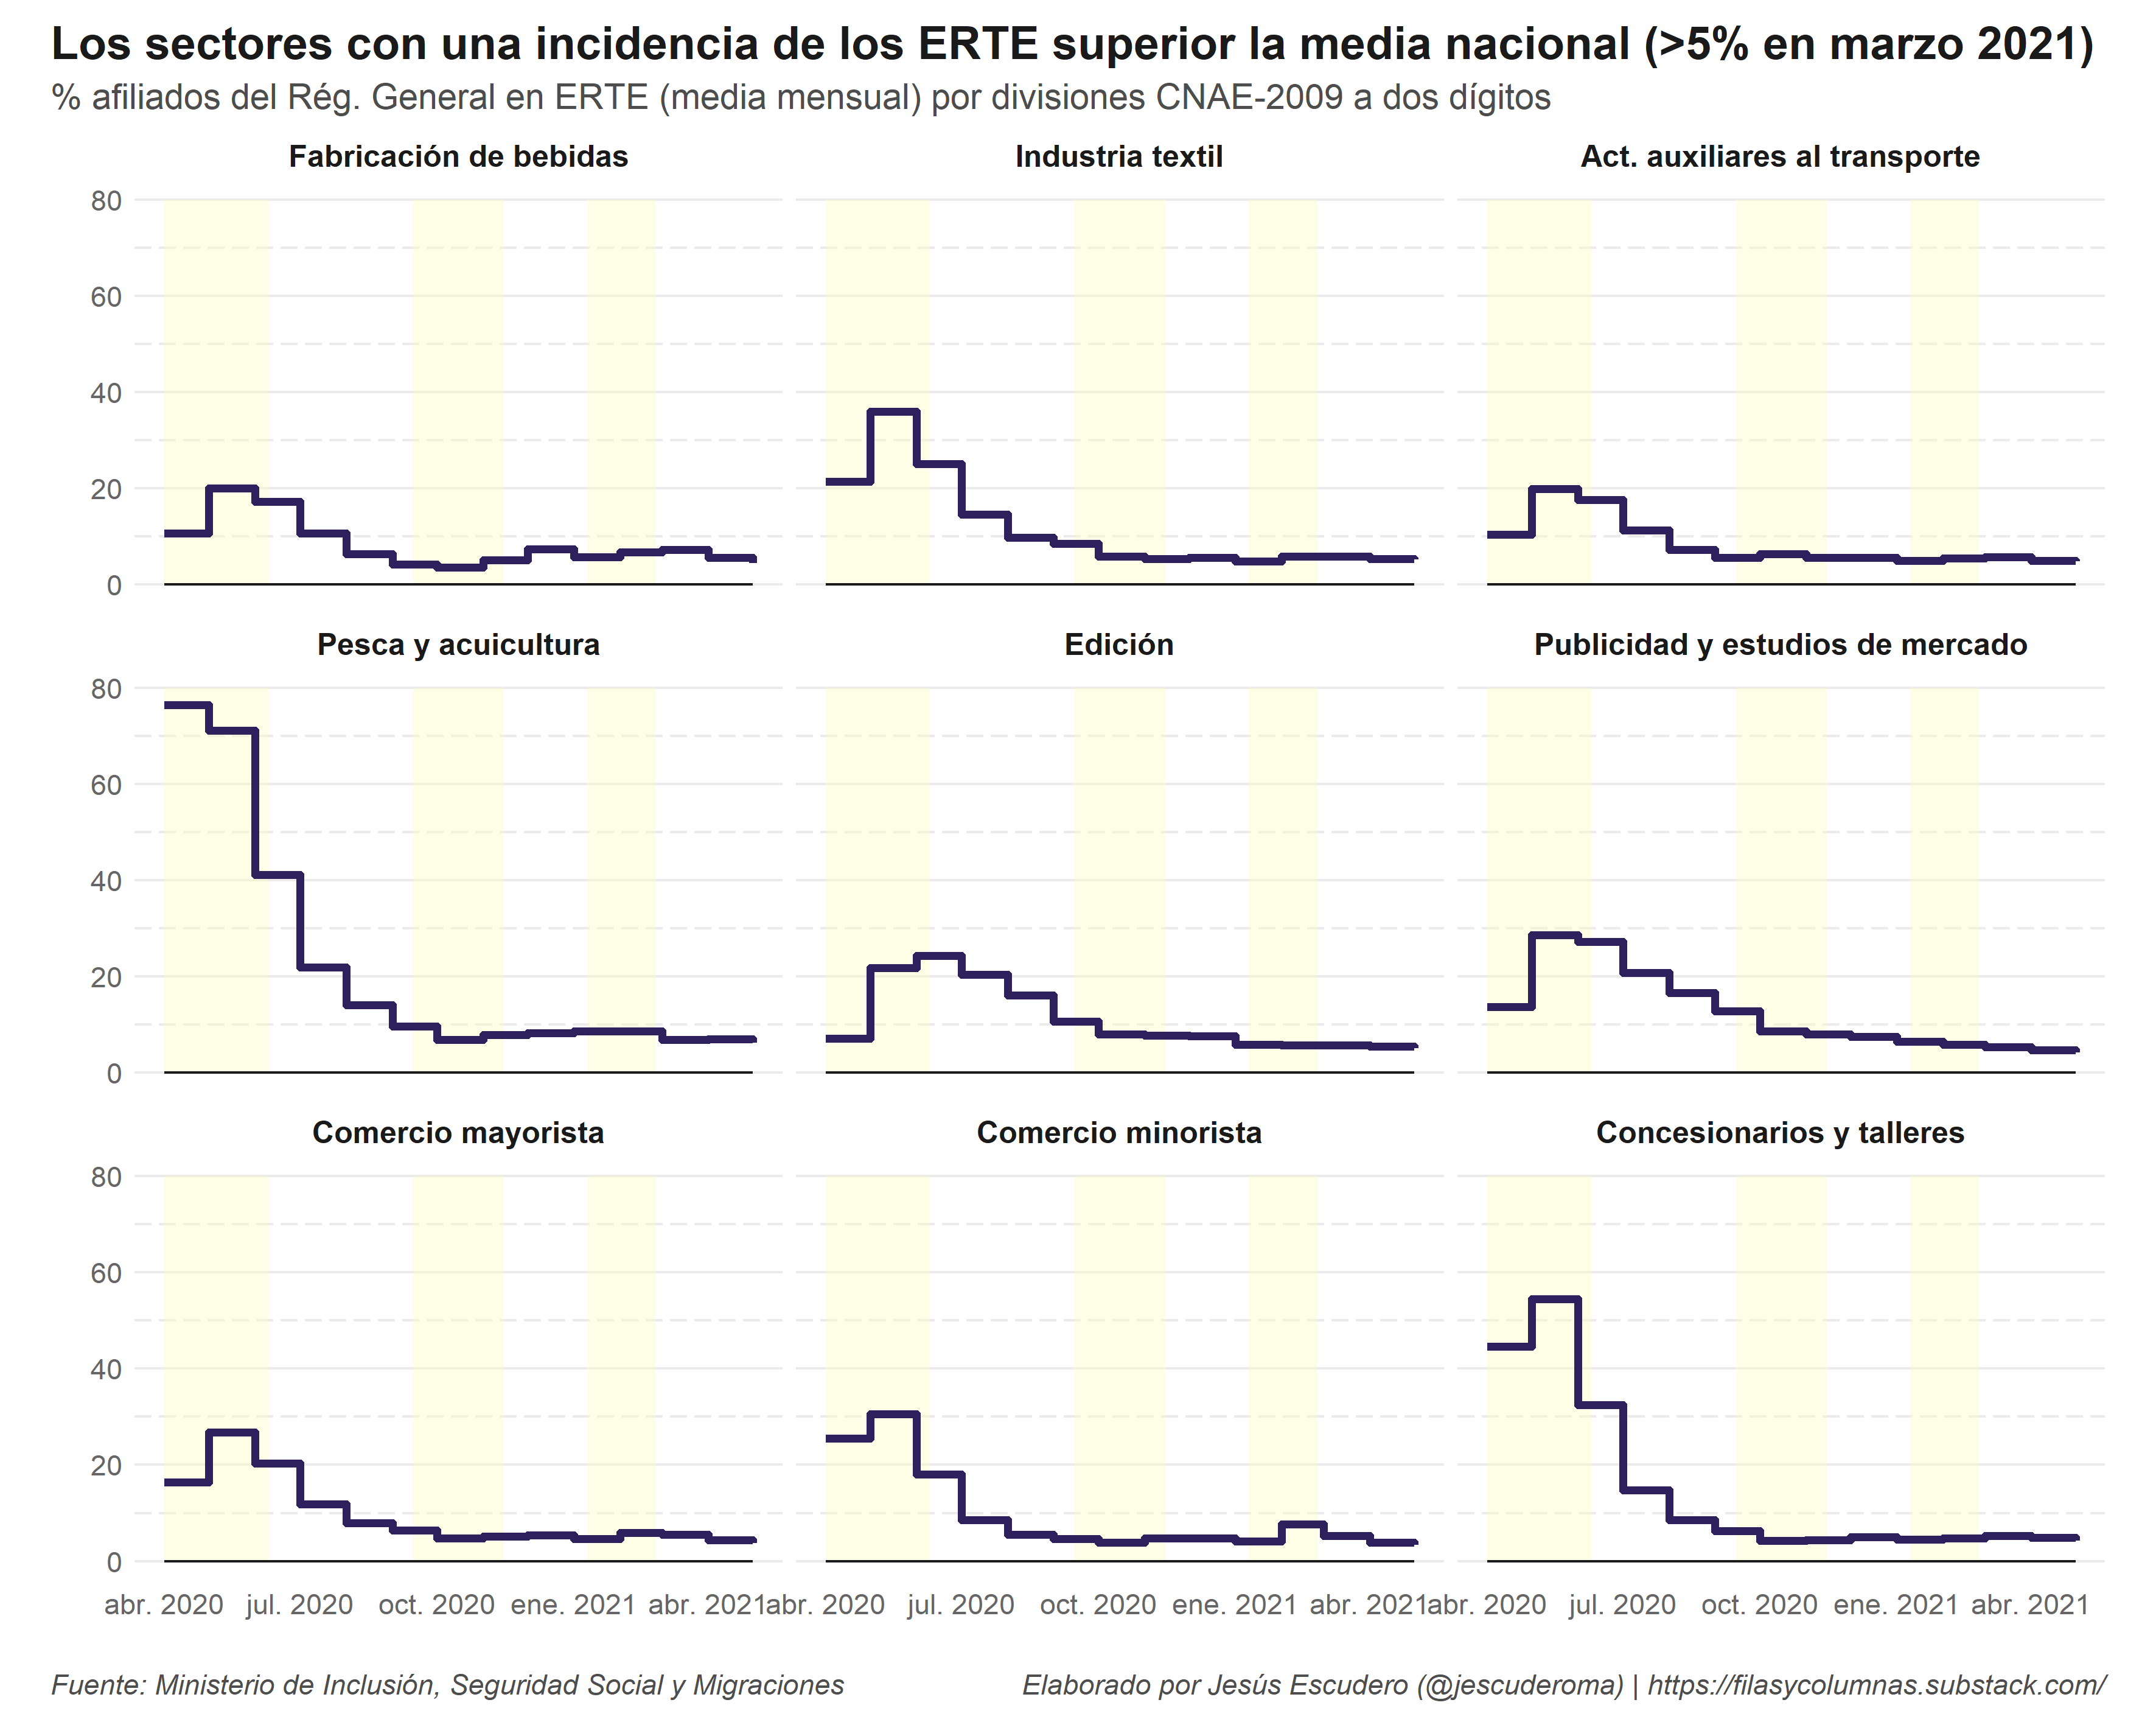 Los sectores con una incidencia de los ERTE superior la media nacional (>5% en marzo 2021)
% afiliados del Rég. General en ERTE (media mensual) por divisiones CNAE-2009 a dos dígitos
Fabricación de bebidas
Industria textil
Act. auxiliares al transporte
80
60
40
20
0
Pesca y acuicultura
Edición
Publicidad y estudios de mercado
80
60
40
20
0
Comercio mayorista
Comercio minorista
Concesionarios y talleres
80
60
40
20
0
abr. 2020 jul. 2020 oct. 2020 ene. 2021 abr. 2021
abr. 2020 jul. 2020 oct. 2020 ene. 2021 abr. 2021
abr. 2020 jul. 2020 oct. 2020 ene. 2021 abr. 2021
Fuente: Ministerio de Inclusión, Seguridad Social y Migraciones
Elaborado por Jesús Escudero (@jescuderoma) | https://filasycolumnas.substack.com/